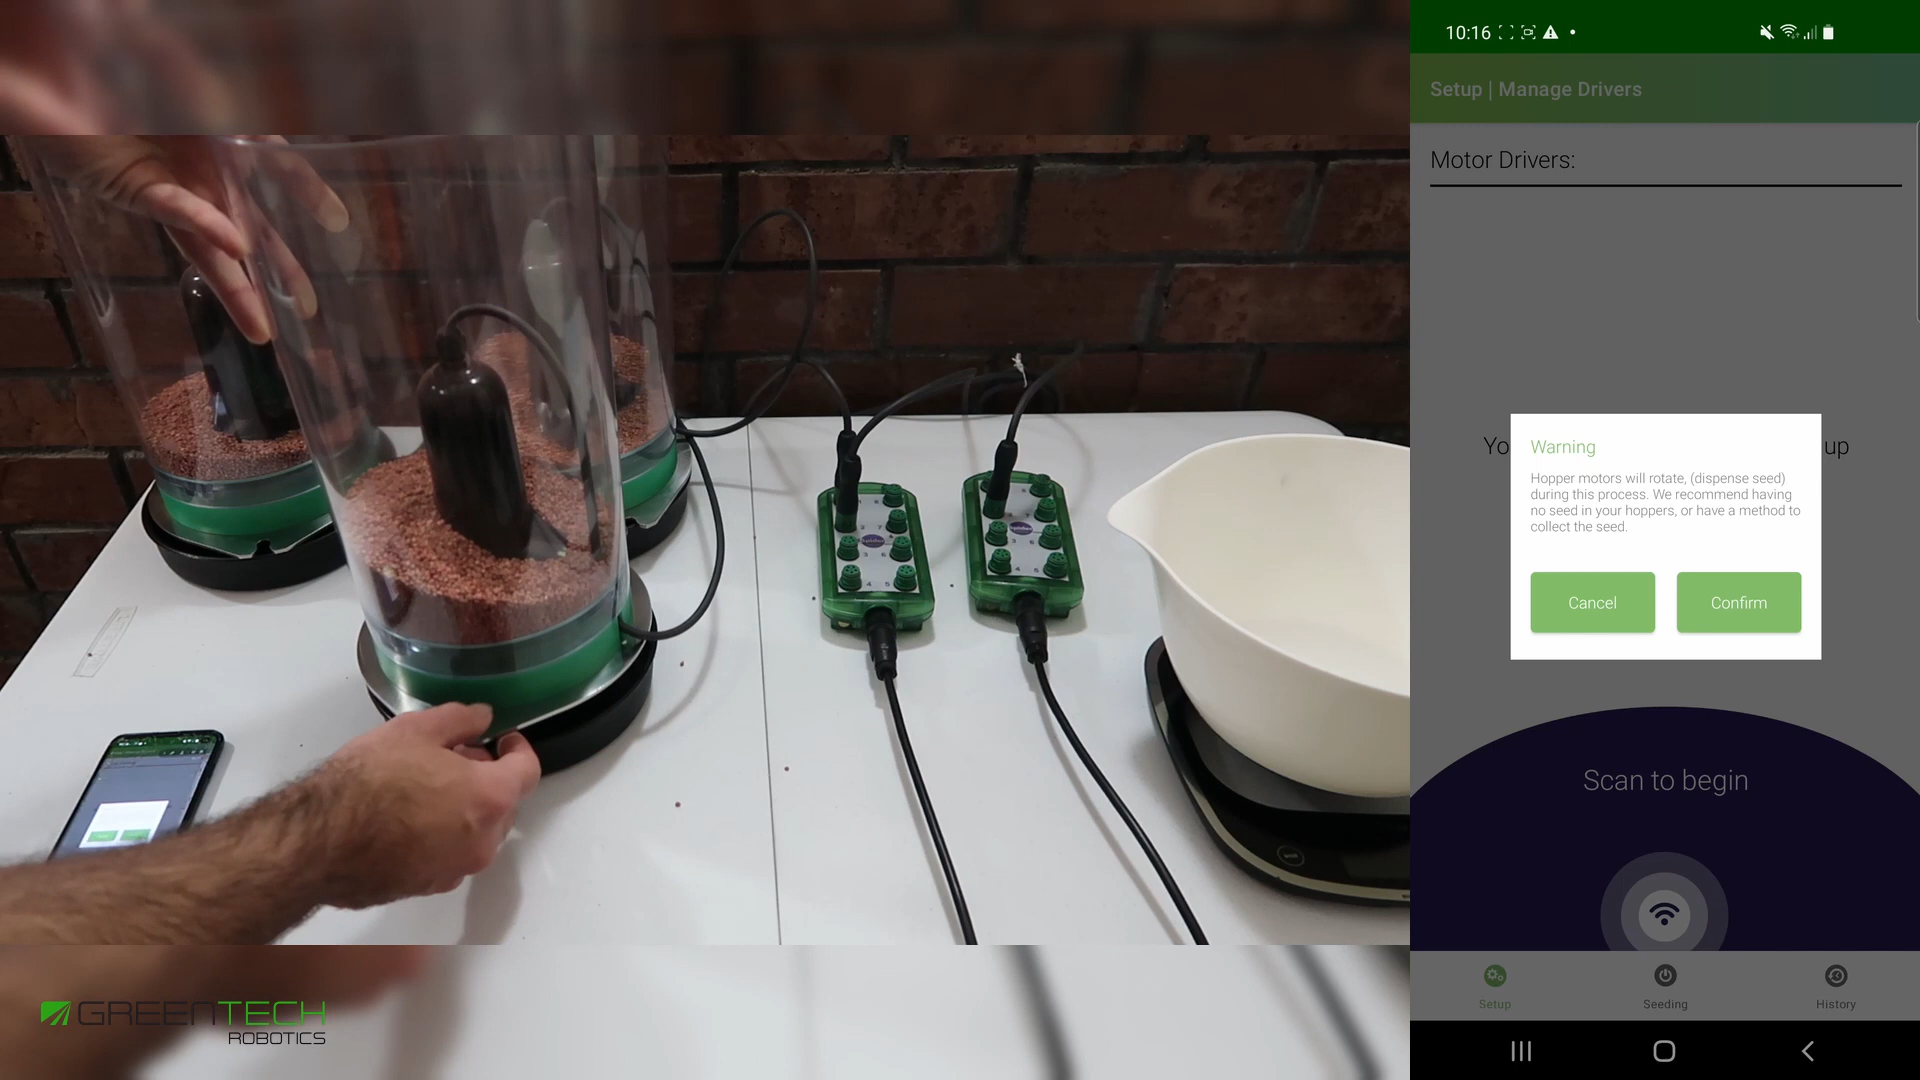 10:16
Setup | Manage Drivers
Motor Drivers:
Yo
up
Warning
Hopper motors will rotate, (dispense seed)
during this process. We recommend having
no seed in your hoppers, or have a method to
collect the seed.
Cancel
Confirm
Scan to begin
Setup
Seeding
History
GREENTECH
ROBOTICS